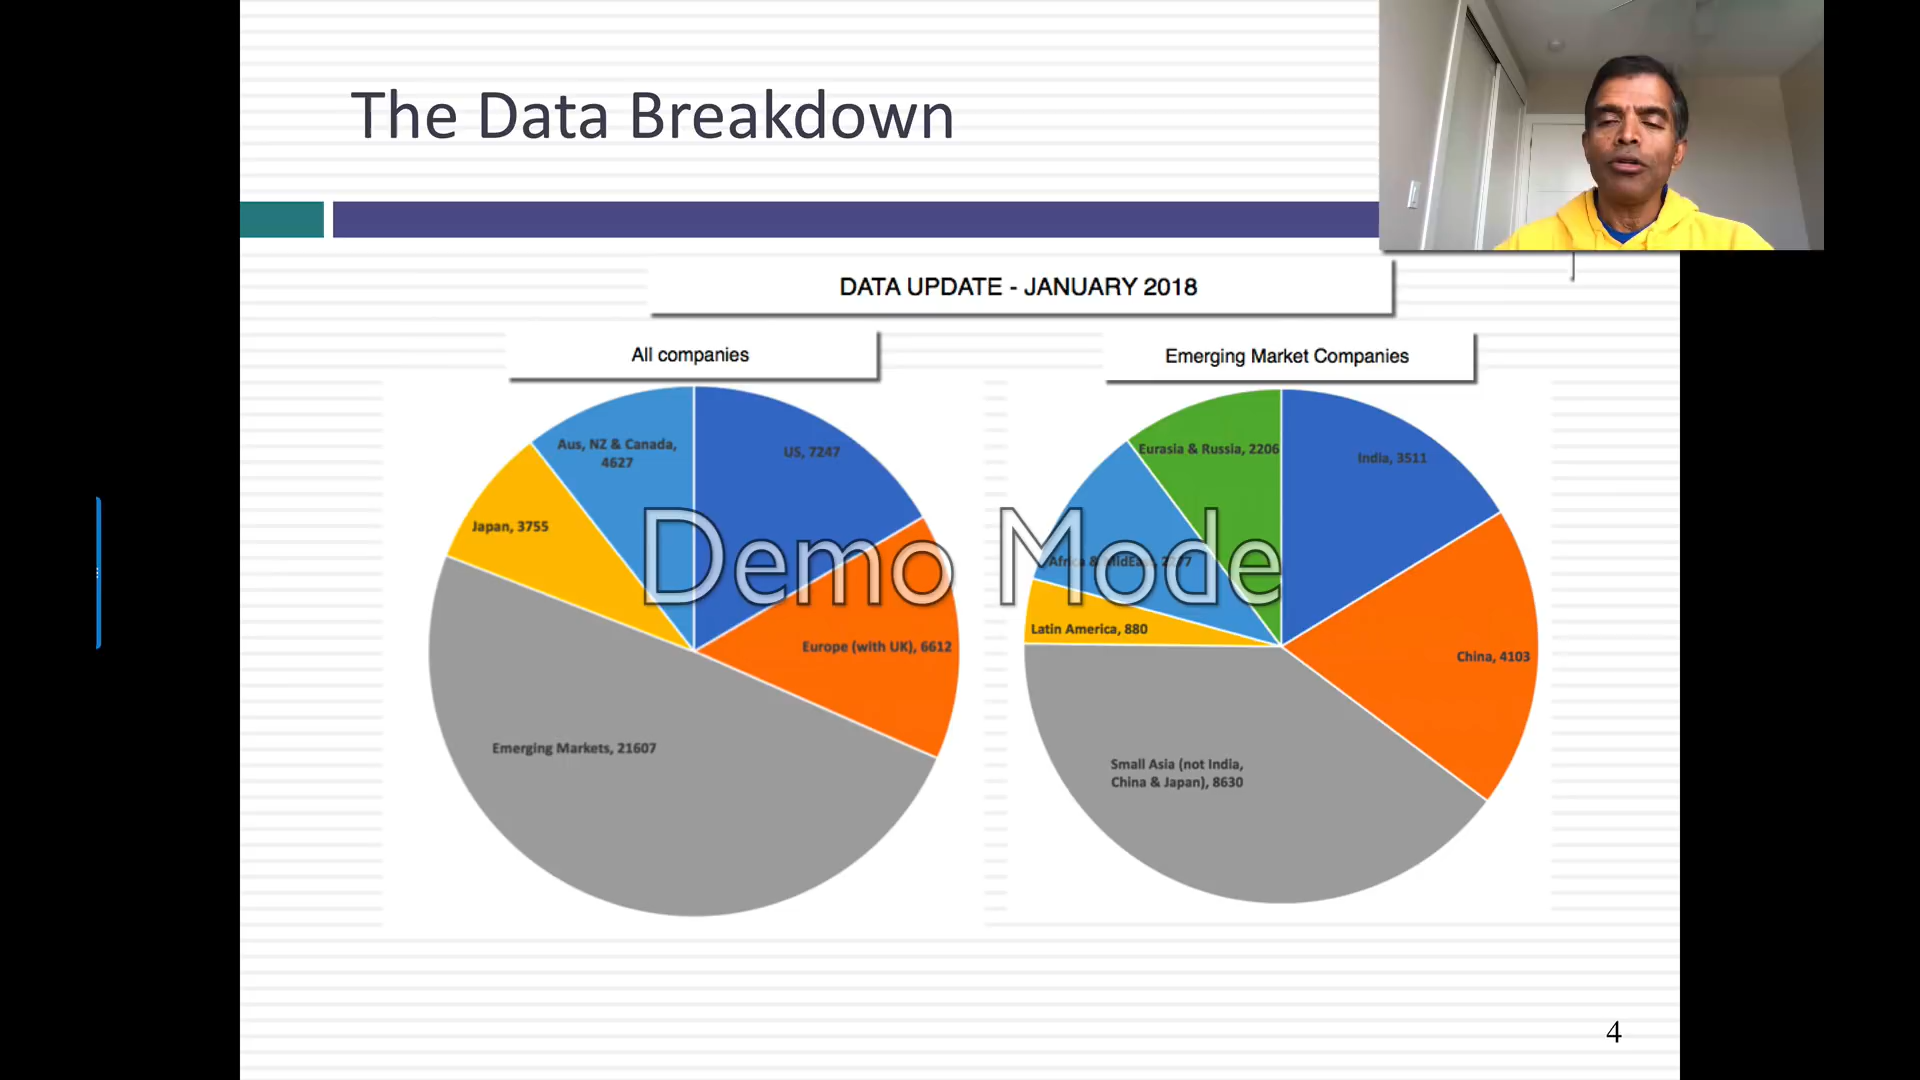 The Data Breakdown
DATA UPDATE - JANUARY 2018
All companies
Emerging Market Companies
Aus, NZ & Canada,
4627
US, 7247
Japan, 3755
Europe (with UK), 6612
Emerging Markets, 21607
Eurasia & Russia, 2206
India, 3511
Africa &
Latin America, 880
China, 4103
Small Asia (not India,
China & Japan), 8630
Demo Mode
4